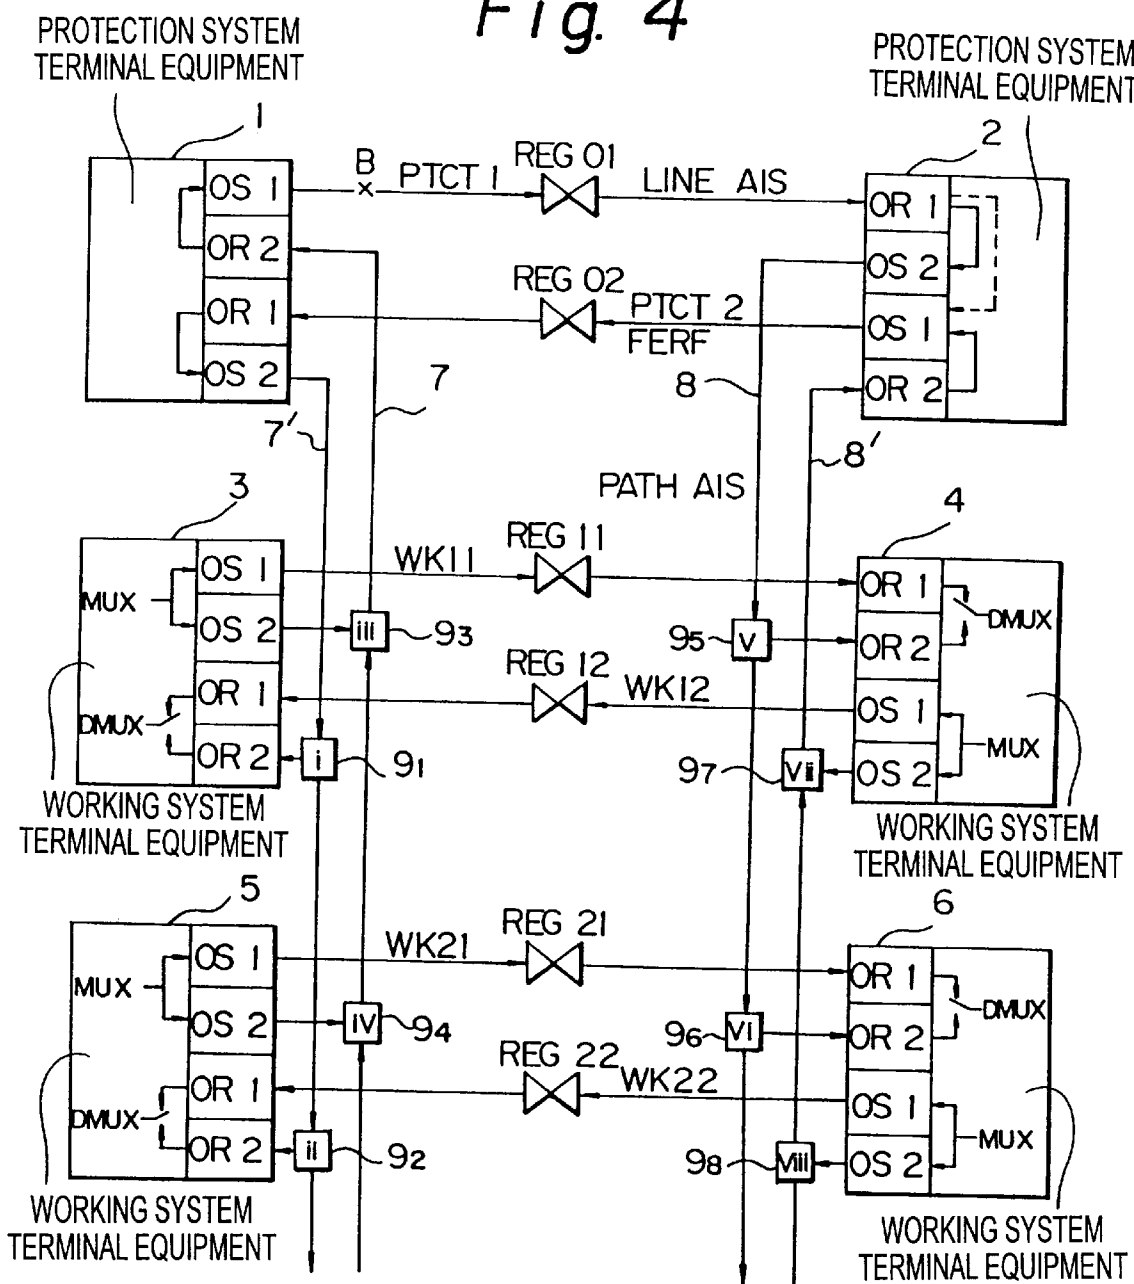 Fig. 4
PROTECTION SYSTEM
TERMINAL EQUIPMENT
PROTECTION SYSTEM
TERMINAL EQUIPMENT
1
2
OS 1
OR 2
OR 1
OS 2
B
×
PTCT 1
REG 01
LINE AIS
OR 1
OS 2
OS 1
OR 2
REG 02
PTCT 2
FERF
7
7'
8
8'
PATH AIS
3
4
MUX
OS 1
OS 2
OR 1
OR 2
DMUX
WK11
REG 11
OR 1
OR 2
OS 1
OS 2
DMUX
MUX
iii
93
95
V
REG 12
WK12
i
91
97
Vii
WORKING SYSTEM
TERMINAL EQUIPMENT
WORKING SYSTEM
TERMINAL EQUIPMENT
5
6
MUX
OS 1
OS 2
OR 1
OR 2
DMUX
WK21
REG 21
OR 1
OR 2
OS 1
OS 2
DMUX
MUX
iV
94
96
Vi
REG 22
WK22
ii
92
98
Viii
WORKING SYSTEM
TERMINAL EQUIPMENT
WORKING SYSTEM
TERMINAL EQUIPMENT